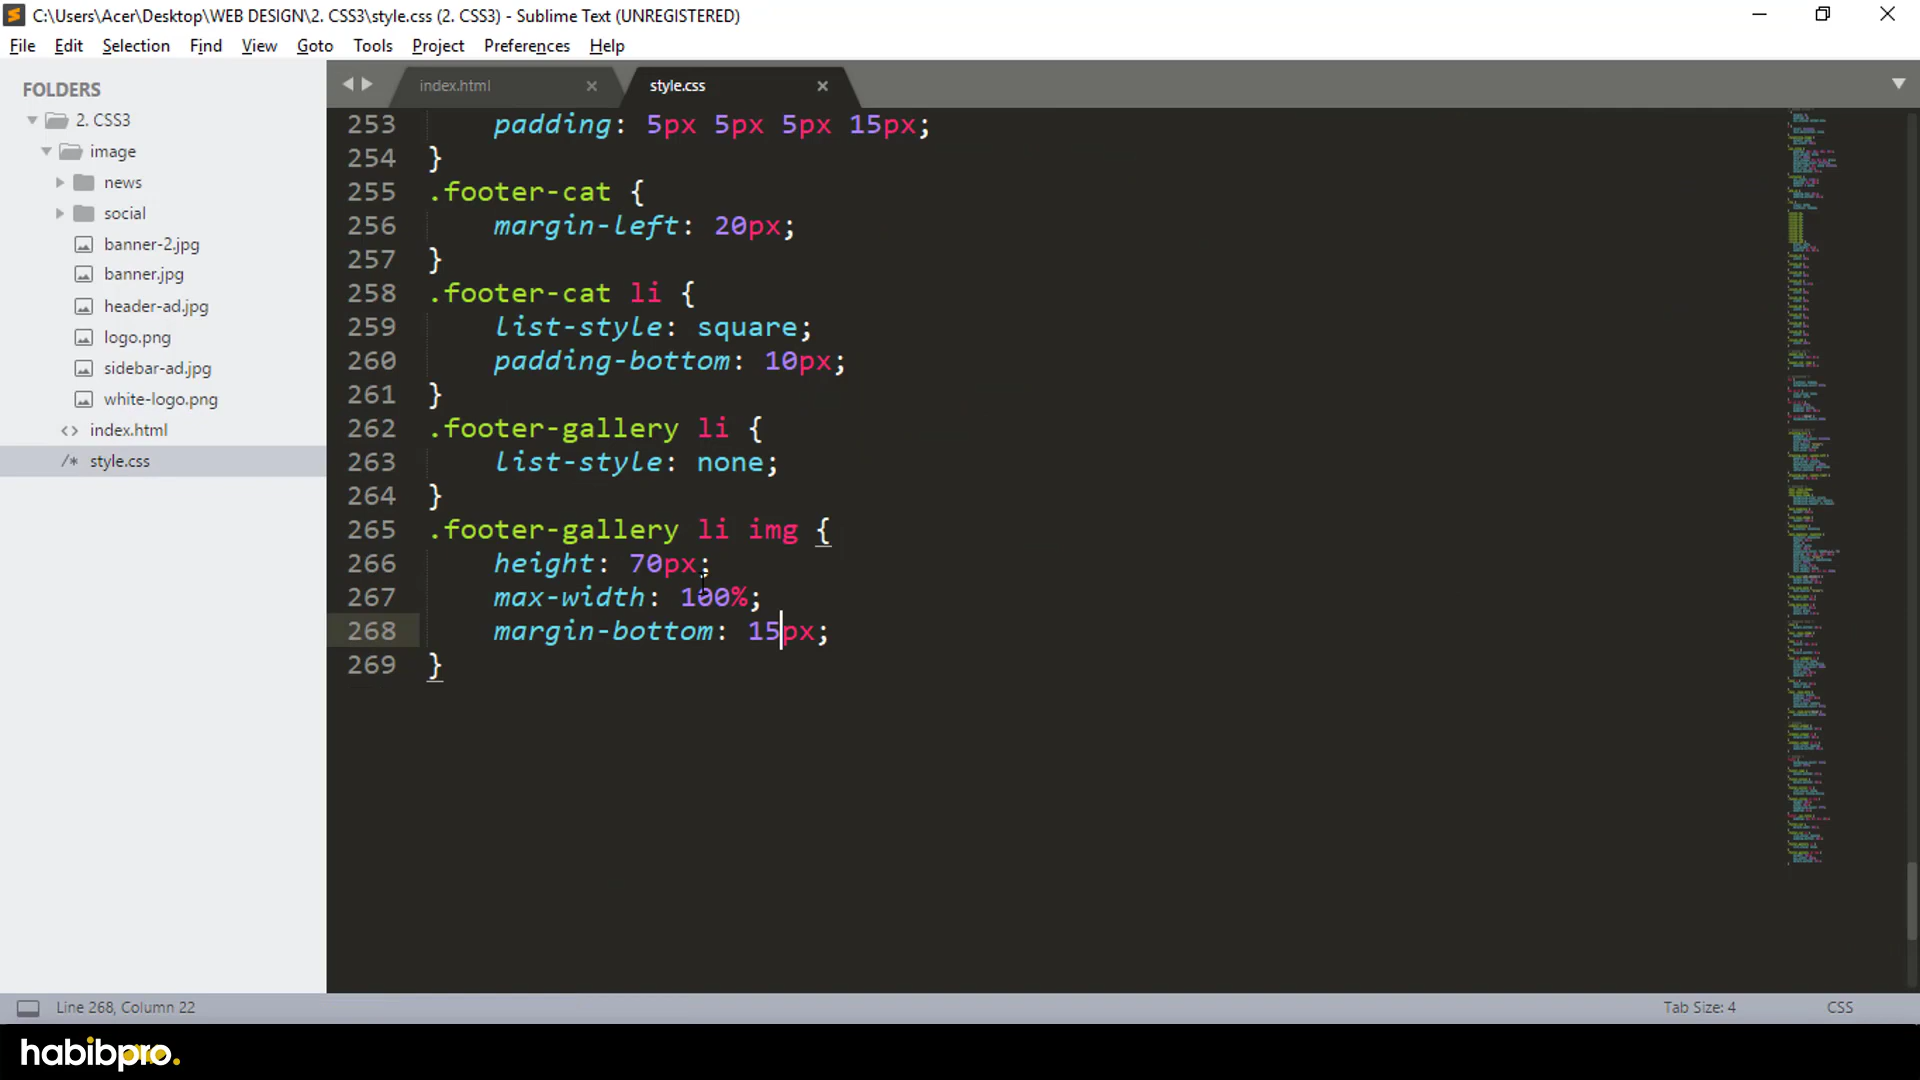 C:\Users\Acer\Desktop\WEB DESIGN\2. CSS3\style.css (2. CSS3) - Sublime Text (UNREGISTERED)
File Edit Selection Find View Goto Tools Project Preferences Help
FOLDERS
2. CSS3
image
news
social
banner-2.jpg
banner.jpg
header-ad.jpg
logo.png
sidebar-ad.jpg
white-logo.png
<> index.html
/* style.css
index.html style.css
253 padding: 5px 5px 5px 15px;
254 }
255 .footer-cat {
256 margin-left: 20px;
257 }
258 .footer-cat li {
259 list-style: square;
260 padding-bottom: 10px;
261 }
262 .footer-gallery li {
263 list-style: none;
264 }
265 .footer-gallery li img {
266 height: 70px;
267 max-width: 100%;
268 margin-bottom: 15px;
269 }
Line 268, Column 22 Tab Size: 4 CSS
habibpro.